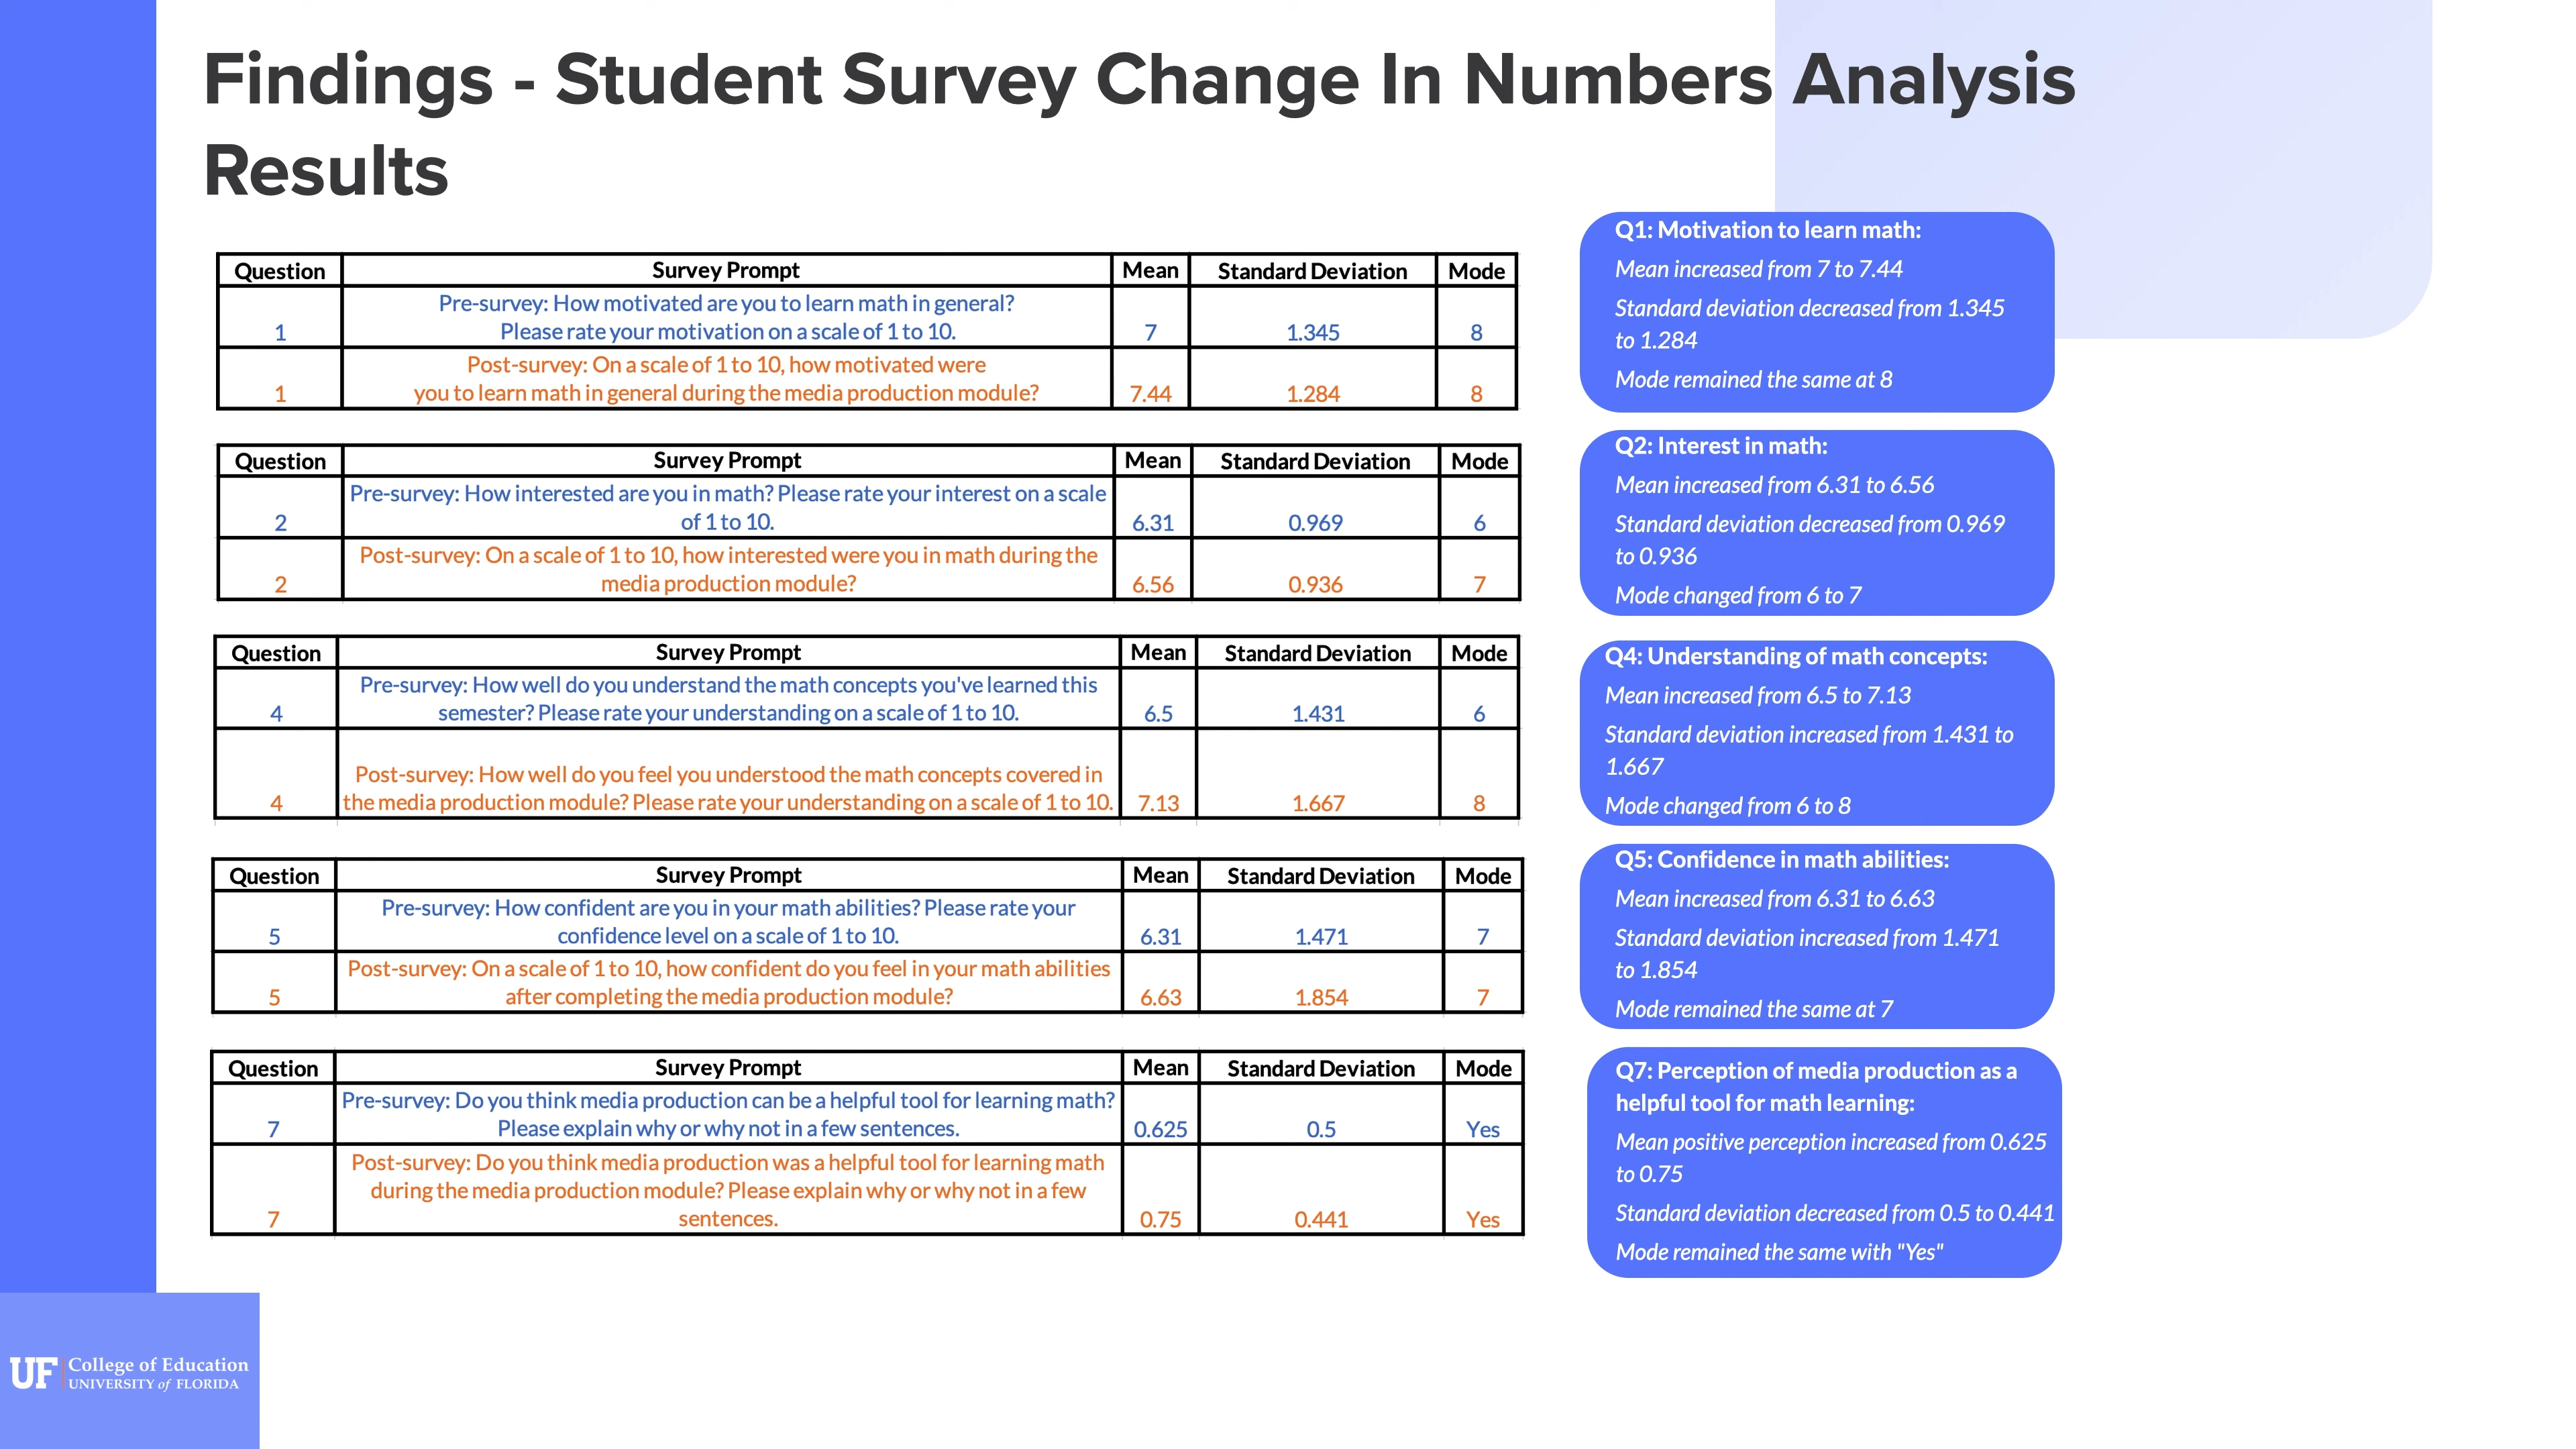 Findings - Student Survey Change In Numbers Analysis
Results
Question Survey Prompt Mean Standard Deviation Mode
Pre-survey: How motivated are you to learn math in general?
1 Please rate your motivation on a scale of 1 to 10. 7 1.345 8
Post-survey: On a scale of 1 to 10, how motivated were
1 you to learn math in general during the media production module? 7.44 1.284 8
Question Survey Prompt Mean Standard Deviation Mode
Pre-survey: How interested are you in math? Please rate your interest on a scale
2 of 1 to 10. 6.31 0.969 6
Post-survey: On a scale of 1 to 10, how interested were you in math during the
2 media production module? 6.56 0.936 7
Question Survey Prompt Mean Standard Deviation Mode
Pre-survey: How well do you understand the math concepts you've learned this
4 semester? Please rate your understanding on a scale of 1 to 10. 6.5 1.431 6
Post-survey: How well do you feel you understood the math concepts covered in
4 the media production module? Please rate your understanding on a scale of 1 to 10. 7.13 1.667 8
Question Survey Prompt Mean Standard Deviation Mode
Pre-survey: How confident are you in your math abilities? Please rate your
5 confidence level on a scale of 1 to 10. 6.31 1.471 7
Post-survey: On a scale of 1 to 10, how confident do you feel in your math abilities
5 after completing the media production module? 6.63 1.854 7
Question Survey Prompt Mean Standard Deviation Mode
Pre-survey: Do you think media production can be a helpful tool for learning math?
7 Please explain why or why not in a few sentences. 0.625 0.5 Yes
Post-survey: Do you think media production was a helpful tool for learning math
during the media production module? Please explain why or why not in a few
7 sentences. 0.75 0.441 Yes
Q1: Motivation to learn math:
Mean increased from 7 to 7.44
Standard deviation decreased from 1.345
to 1.284
Mode remained the same at 8
Q2: Interest in math:
Mean increased from 6.31 to 6.56
Standard deviation decreased from 0.969
to 0.936
Mode changed from 6 to 7
Q4: Understanding of math concepts:
Mean increased from 6.5 to 7.13
Standard deviation increased from 1.431 to
1.667
Mode changed from 6 to 8
Q5: Confidence in math abilities:
Mean increased from 6.31 to 6.63
Standard deviation increased from 1.471
to 1.854
Mode remained the same at 7
Q7: Perception of media production as a
helpful tool for math learning:
Mean positive perception increased from 0.625
to 0.75
Standard deviation decreased from 0.5 to 0.441
Mode remained the same with "Yes"
UF College of Education
UNIVERSITY of FLORIDA